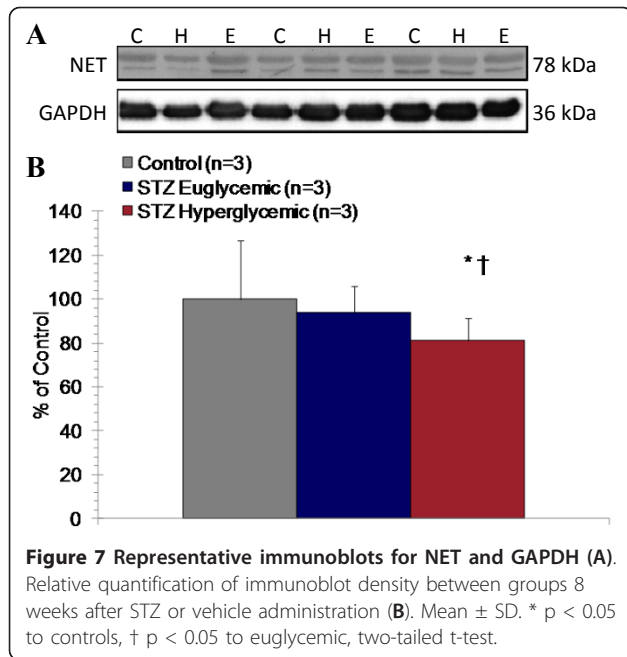 A
C H E C H E C H E
NET 78 kDa
GAPDH 36 kDa
B
Control (n=3)
STZ Euglycemic (n=3)
STZ Hyperglycemic (n=3)
140
120
100
80
60
40
20
0
% of Control
* †
Figure 7 Representative immunoblots for NET and GAPDH (A).
Relative quantification of immunoblot density between groups 8
weeks after STZ or vehicle administration (B). Mean ± SD. * p < 0.05
to controls, † p < 0.05 to euglycemic, two-tailed t-test.